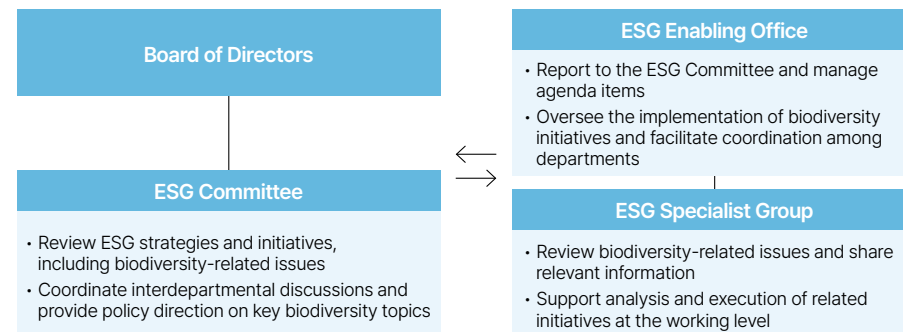 Board of Directors
ESG Committee
• Review ESG strategies and initiatives,
including biodiversity-related issues
• Coordinate interdepartmental discussions and
provide policy direction on key biodiversity topics
ESG Enabling Office
• Report to the ESG Committee and manage
agenda items
• Oversee the implementation of biodiversity
initiatives and facilitate coordination among
departments
ESG Specialist Group
• Review biodiversity-related issues and share
relevant information
• Support analysis and execution of related
initiatives at the working level